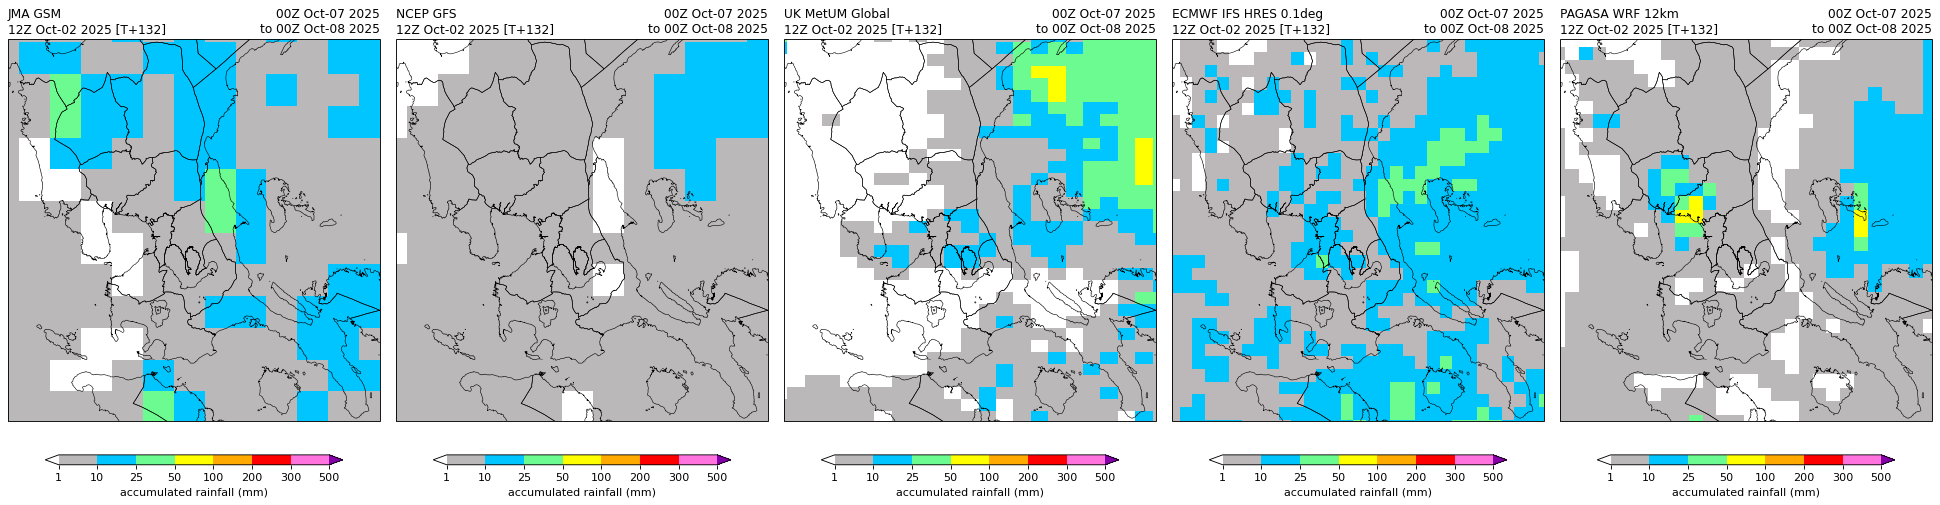 JMA GSM 00Z Oct-07 2025
12Z Oct-02 2025 [T+132] to 00Z Oct-08 2025
1 10 25 50 100 200 300 500
accumulated rainfall (mm)
NCEP GFS 00Z Oct-07 2025
12Z Oct-02 2025 [T+132] to 00Z Oct-08 2025
1 10 25 50 100 200 300 500
accumulated rainfall (mm)
UK MetUM Global 00Z Oct-07 2025
12Z Oct-02 2025 [T+132] to 00Z Oct-08 2025
1 10 25 50 100 200 300 500
accumulated rainfall (mm)
ECMWF IFS HRES 0.1deg 00Z Oct-07 2025
12Z Oct-02 2025 [T+132] to 00Z Oct-08 2025
1 10 25 50 100 200 300 500
accumulated rainfall (mm)
PAGASA WRF 12km 00Z Oct-07 2025
12Z Oct-02 2025 [T+132] to 00Z Oct-08 2025
1 10 25 50 100 200 300 500
accumulated rainfall (mm)